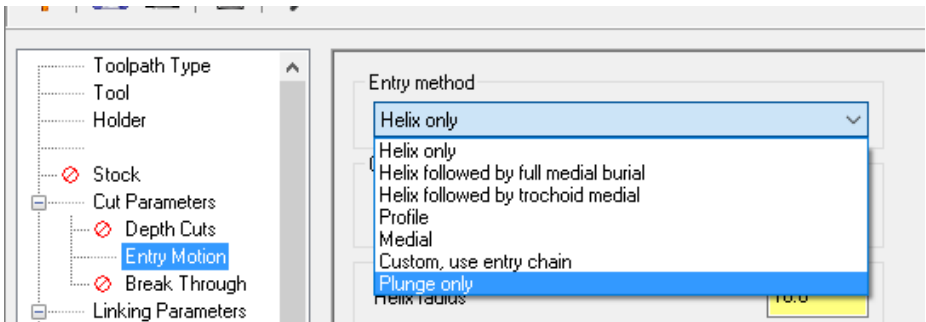 Toolpath Type
Tool
Holder
Stock
Cut Parameters
Depth Cuts
Entry Motion
Break Through
Linking Parameters
Entry method
Helix only
Helix only
Helix followed by full medial burial
Helix followed by trochoid medial
Profile
Medial
Custom, use entry chain
Plunge only
Helix radius
10.0